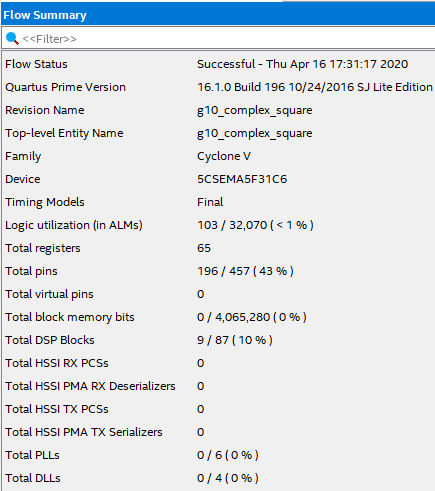 Flow Summary
<<Filter>>
Flow Status Successful - Thu Apr 16 17:31:17 2020
Quartus Prime Version 16.1.0 Build 196 10/24/2016 SJ Lite Edition
Revision Name g10_complex_square
Top-level Entity Name g10_complex_square
Family Cyclone V
Device 5CSEMA5F31C6
Timing Models Final
Logic utilization (in ALMs) 103 / 32,070 ( < 1 % )
Total registers 65
Total pins 196 / 457 ( 43 % )
Total virtual pins 0
Total block memory bits 0 / 4,065,280 ( 0 % )
Total DSP Blocks 9 / 87 ( 10 % )
Total HSSI RX PCSs 0
Total HSSI PMA RX Deserializers 0
Total HSSI TX PCSs 0
Total HSSI PMA TX Serializers 0
Total PLLs 0 / 6 ( 0 % )
Total DLLs 0 / 4 ( 0 % )